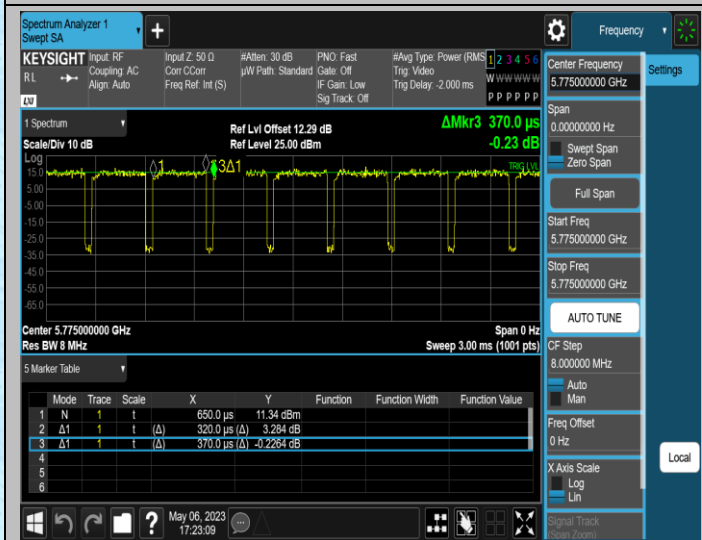 Spectrum Analyzer 1
Swept SA
+
Frequency
KEYSIGHT
RL
LXI
Input: RF
Coupling: AC
Align: Auto
Input Z: 50 Ω
Corr CCorr
Freq Ref: Int (S)
#Atten: 30 dB
µW Path: Standard
PNO: Fast
Gate: Off
IF Gain: Low
Sig Track: Off
#Avg Type: Power (RMS
Trig: Video
Trig Delay: -2.000 ms
1 2 3 4 5 6
W W W W W W
P P P P P P
1 Spectrum
Scale/Div 10 dB
Ref Lvl Offset 12.29 dB
Ref Level 25.00 dBm
ΔMkr3 370.0 µs
-0.23 dB
Log
15.0
5.00
-5.00
-15.0
-25.0
-35.0
-45.0
-55.0
-65.0
1
3Δ1
TRIG LVL
Center 5.775000000 GHz
Res BW 8 MHz
Span 0 Hz
Sweep 3.00 ms (1001 pts)
5 Marker Table
Mode Trace Scale X Y Function Function Width Function Value
1 N 1 t 650.0 µs 11.34 dBm
2 Δ1 1 t (Δ) 320.0 µs (Δ) 3.284 dB
3 Δ1 1 t (Δ) 370.0 µs (Δ) -0.2264 dB
4
5
6
May 06, 2023
17:23:09
?
Center Frequency
5.775000000 GHz
Span
0.00000000 Hz
Swept Span
Zero Span
Full Span
Start Freq
5.775000000 GHz
Stop Freq
5.775000000 GHz
AUTO TUNE
CF Step
8.000000 MHz
Auto
Man
Freq Offset
0 Hz
X Axis Scale
Log
Lin
Signal Track
(Span Zoom)
Settings
Local